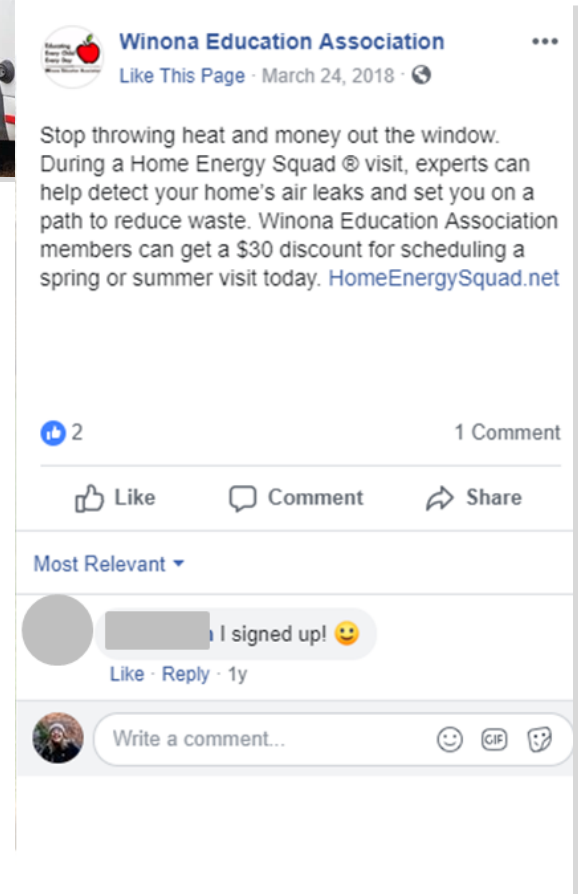 Winona Education Association
Like This Page · March 24, 2018 ·
Stop throwing heat and money out the window.
During a Home Energy Squad ® visit, experts can
help detect your home's air leaks and set you on a
path to reduce waste. Winona Education Association
members can get a $30 discount for scheduling a
spring or summer visit today. HomeEnergySquad.net
2
1 Comment
Like Comment Share
Most Relevant
I signed up!
Like · Reply · 1y
Write a comment...
GIF